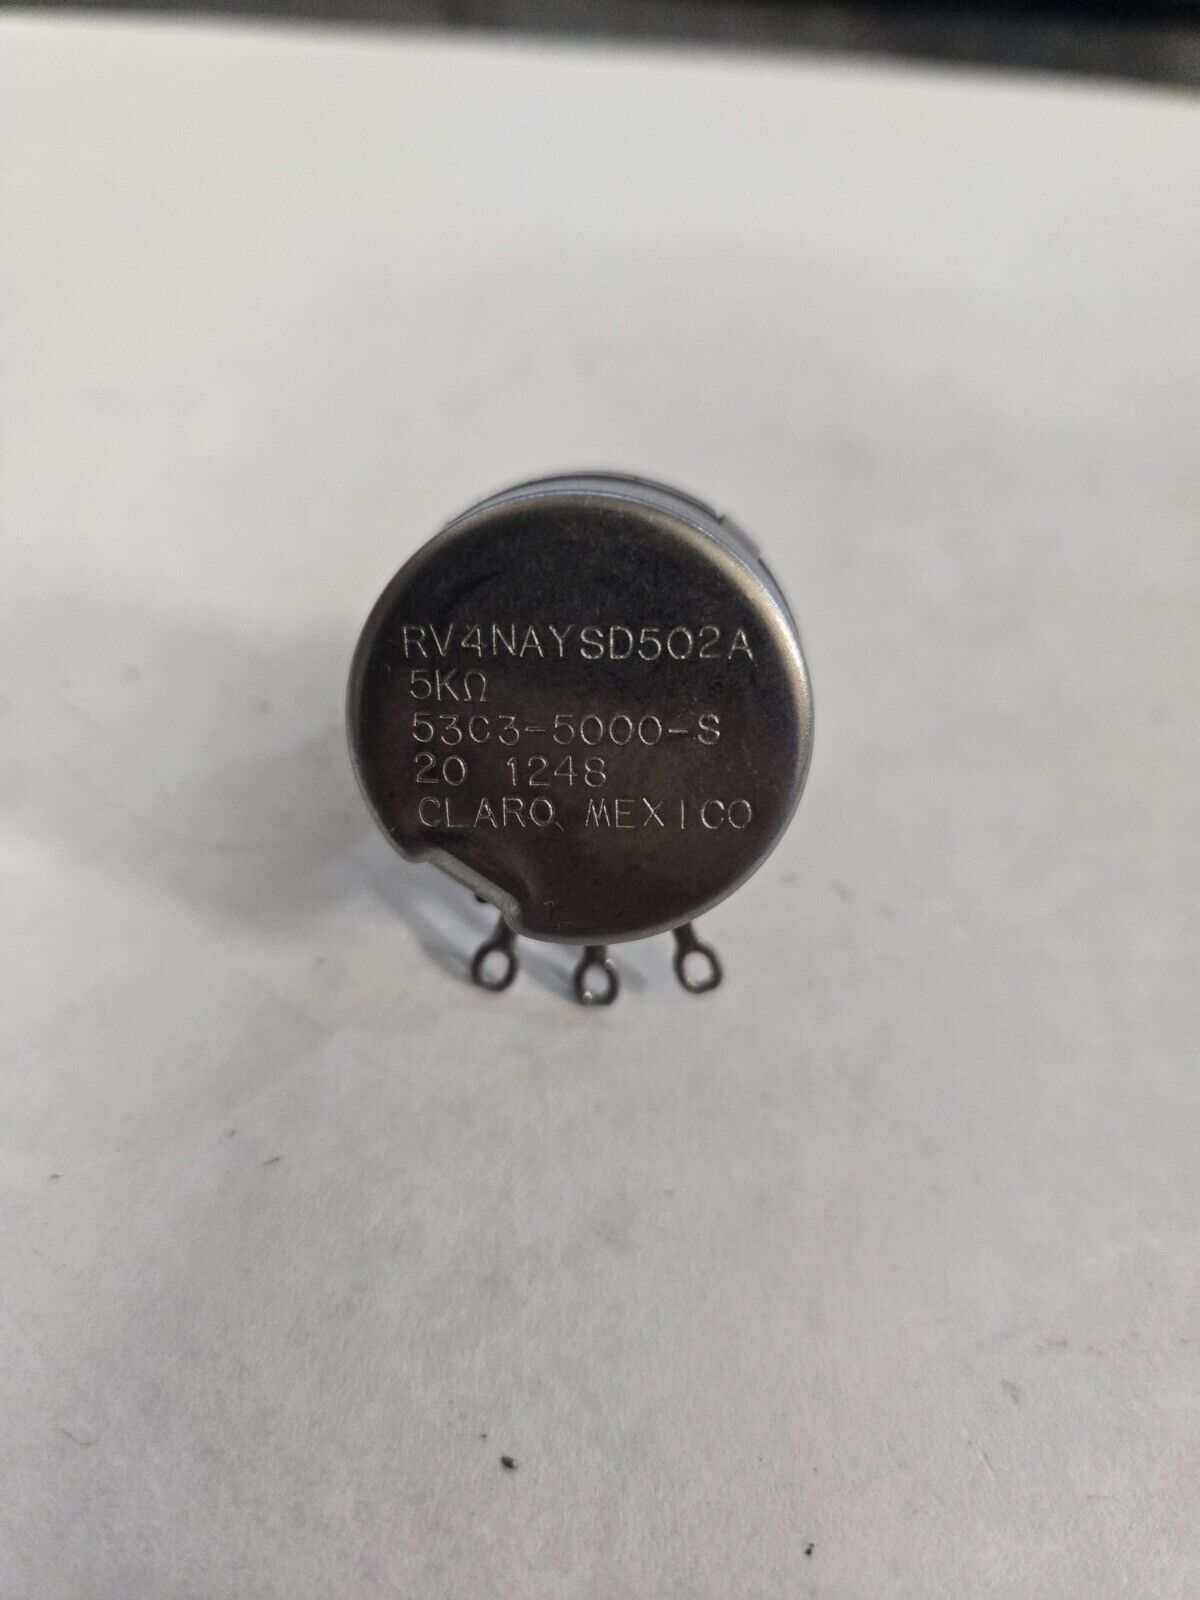 RV4NAYSD502A
5KΩ
53C3-5000-S
20 1248
CLARO MEXICO